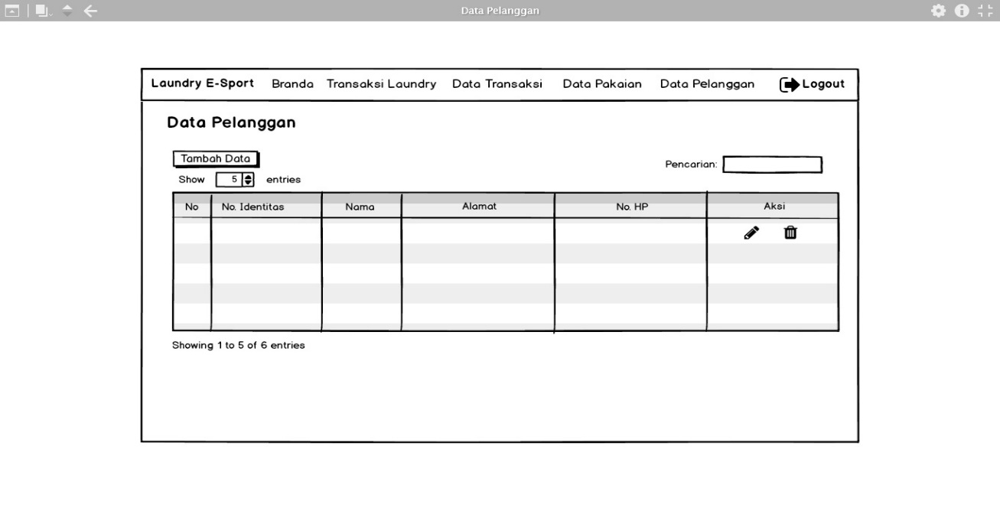 Data Pelanggan
Laundry E-Sport Branda Transaksi Laundry Data Transaksi Data Pakaian Data Pelanggan Logout
Data Pelanggan
Tambah Data
Pencarian:
Show 5 entries
No No. Identitas Nama Alamat No. HP Aksi
Showing 1 to 5 of 6 entries